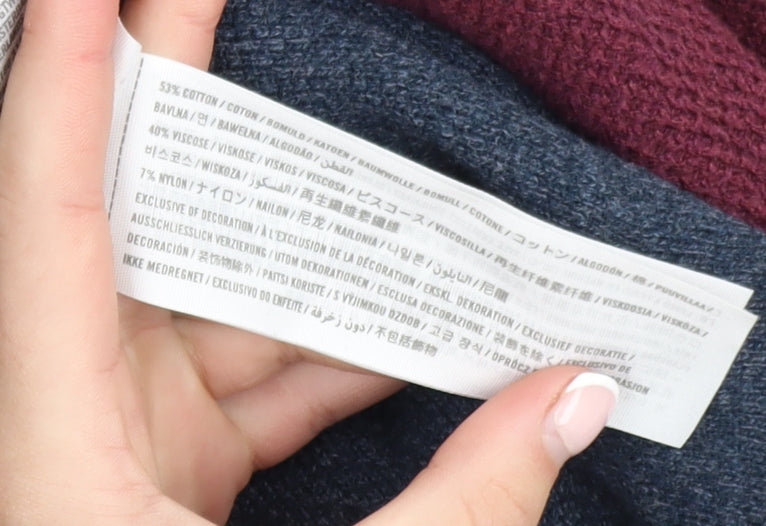 53% COTTON / COTON / BOMULD / KATOEN / BAUMWOLLE / BOMULL / COTONE / コットン / ALGODÓN / 棉 / PUUVILLAA /
BAVLNA / 면 / BAWEŁNA / ALGODÃO / القطن
40% VISCOSE / VISKOSE / VISKOS / VISCOSA / ビスコース / VISCOSILLA / 再生纤维素纤维 / VISKOOSIA / VISKÓZA /
비스코스 / WISKOZA / الفسكوز / 再生纖維素纖維
7% NYLON / ナイロン / NAILON / 尼龙 / NAILONIA / 나일론 / النايلون / 尼龍
EXCLUSIVE OF DECORATION / À L'EXCLUSION DE LA DÉCORATION / EKSKL DEKORATION / EXCLUSIEF DECORATIE /
AUSSCHLIESSLICH VERZIERUNG / UTOM DEKORATIONEN / ESCLUSA DECORAZIONE / 装飾を除く / EXCLUSIVO DE
DECORACIÓN / 装饰物除外 / PAITSI KORISTE / S VÝJIMKOU OZDOB / 고급 장식 / OPRÓCZ
IKKE MEDREGNET / EXCLUSIVO DO ENFEITE / دون زخرفة / 不包括飾物